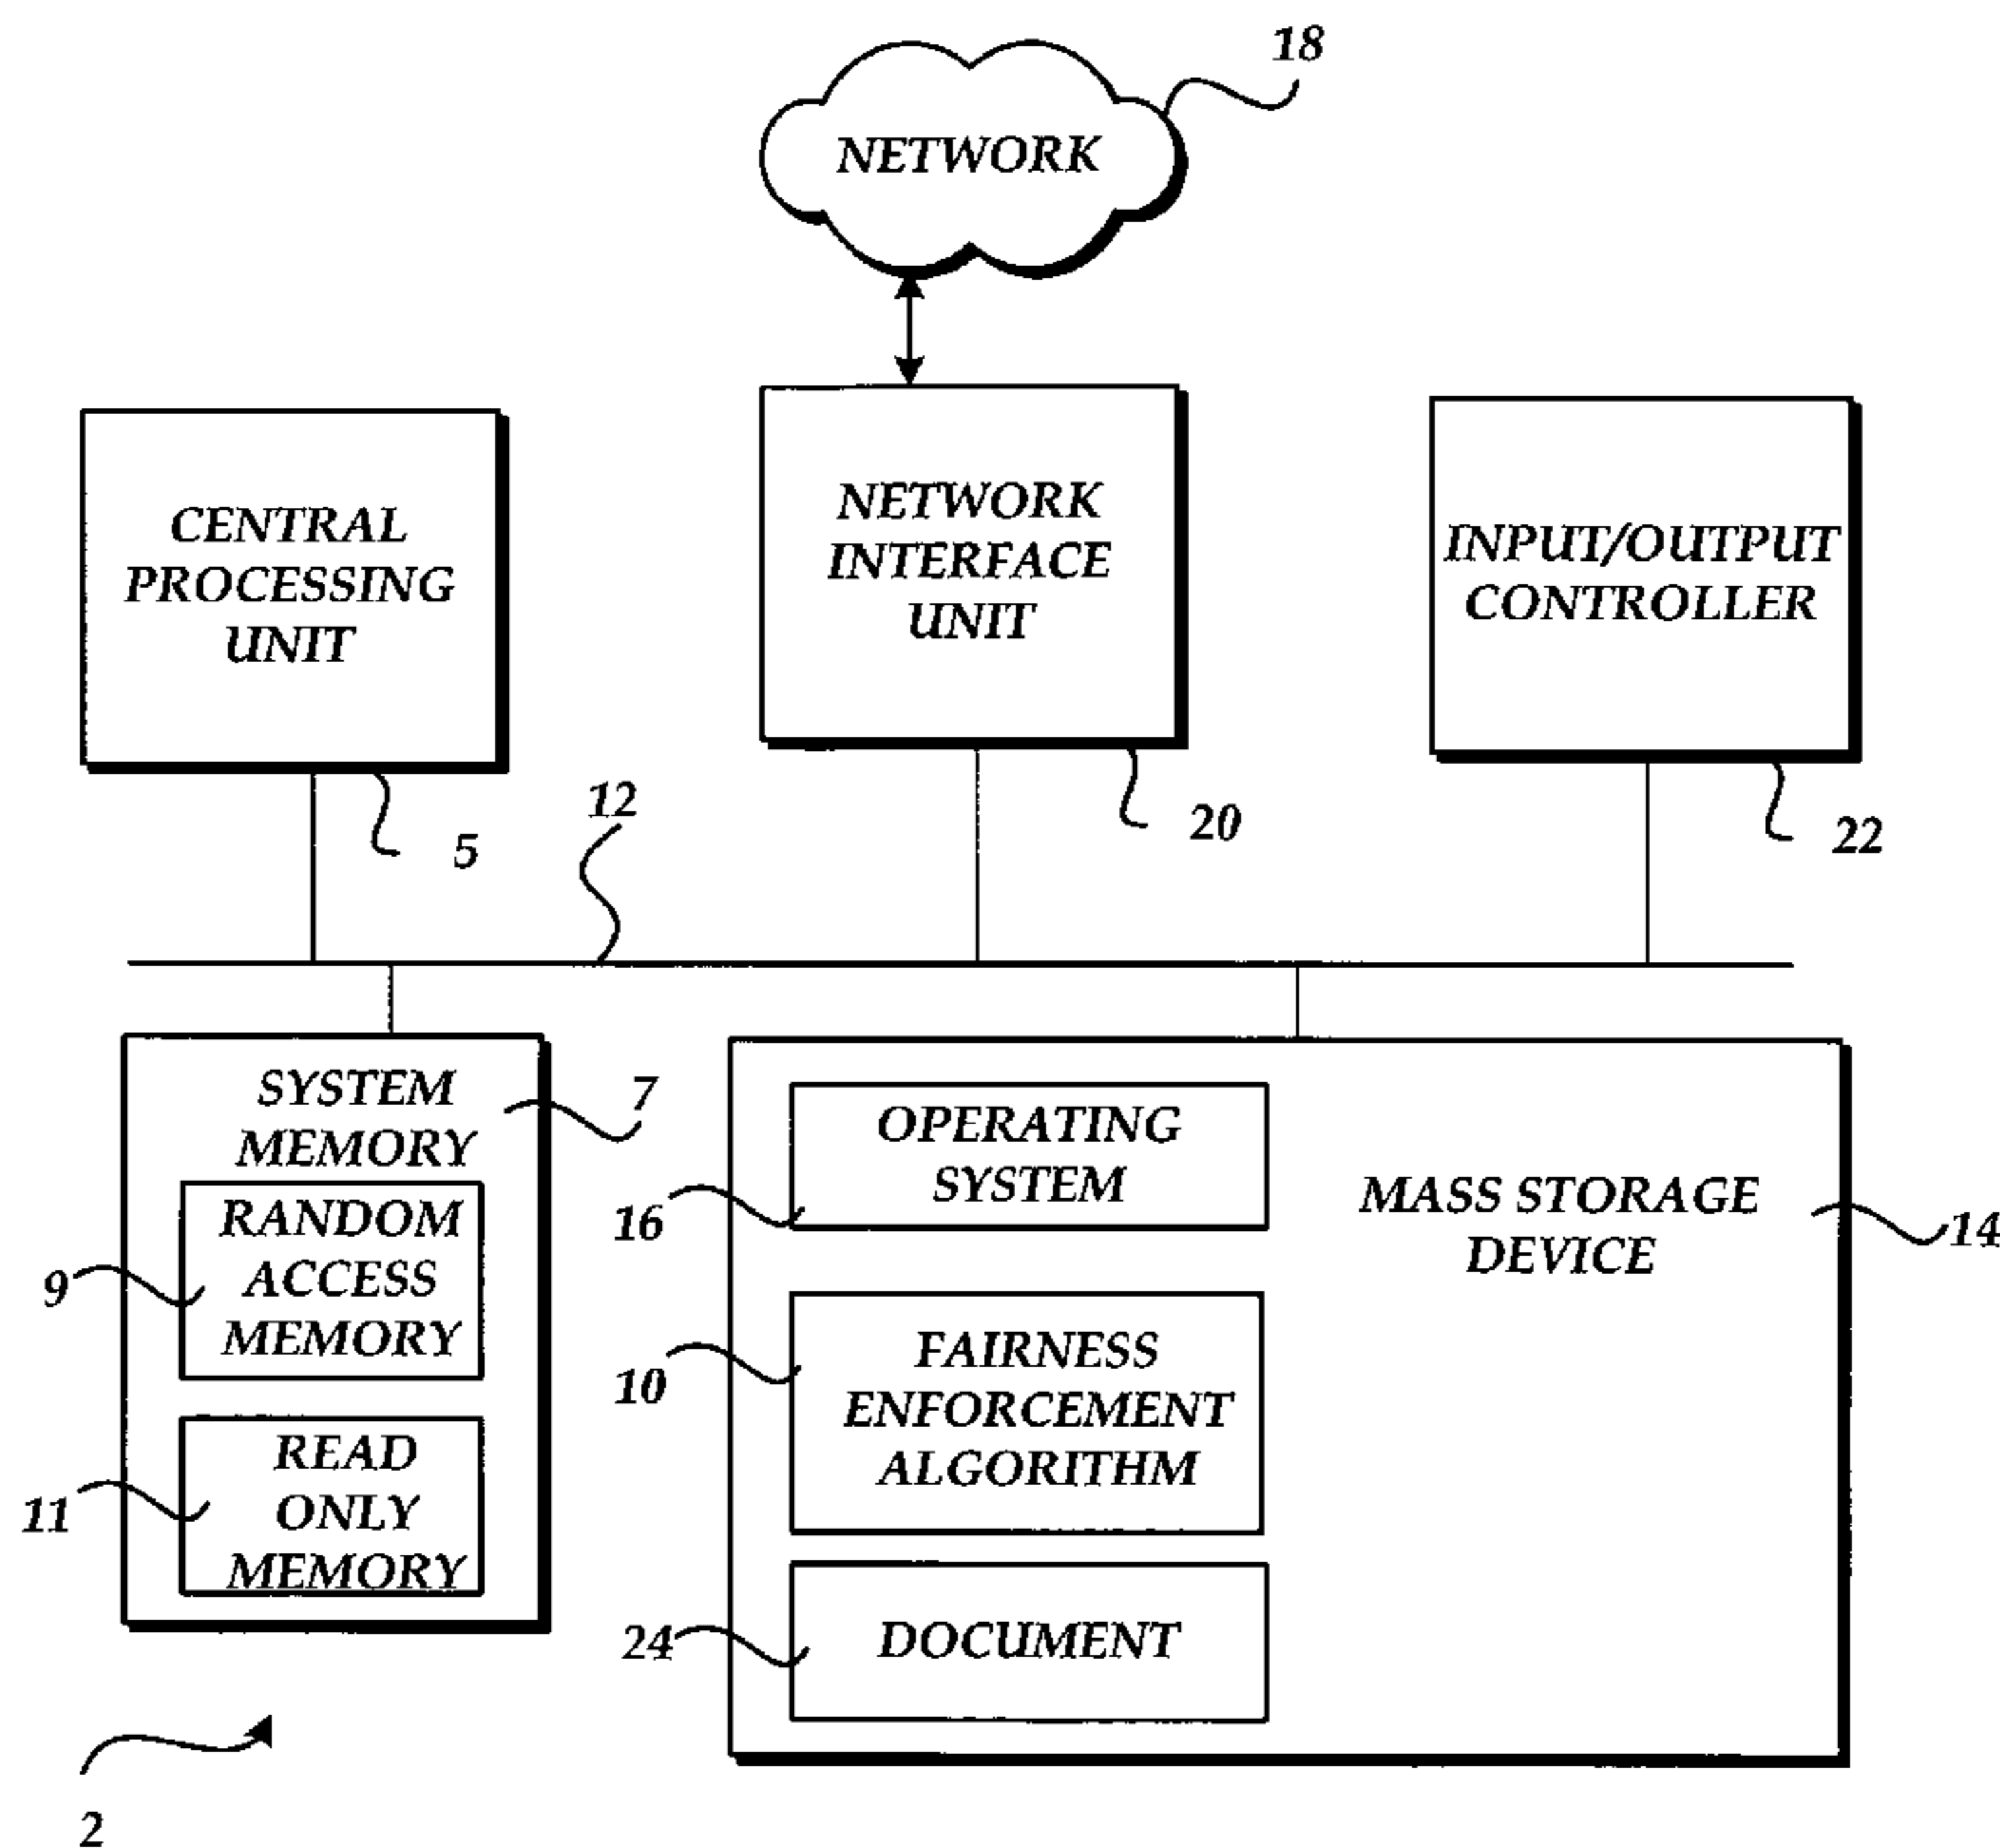 18
NETWORK
CENTRAL
PROCESSING
UNIT
NETWORK
INTERFACE
UNIT
INPUT/OUTPUT
CONTROLLER
5
12
20
22
SYSTEM
MEMORY
7
RANDOM
ACCESS
MEMORY
9
READ
ONLY
MEMORY
11
OPERATING
SYSTEM
16
MASS STORAGE
DEVICE
14
FAIRNESS
ENFORCEMENT
ALGORITHM
10
DOCUMENT
24
2